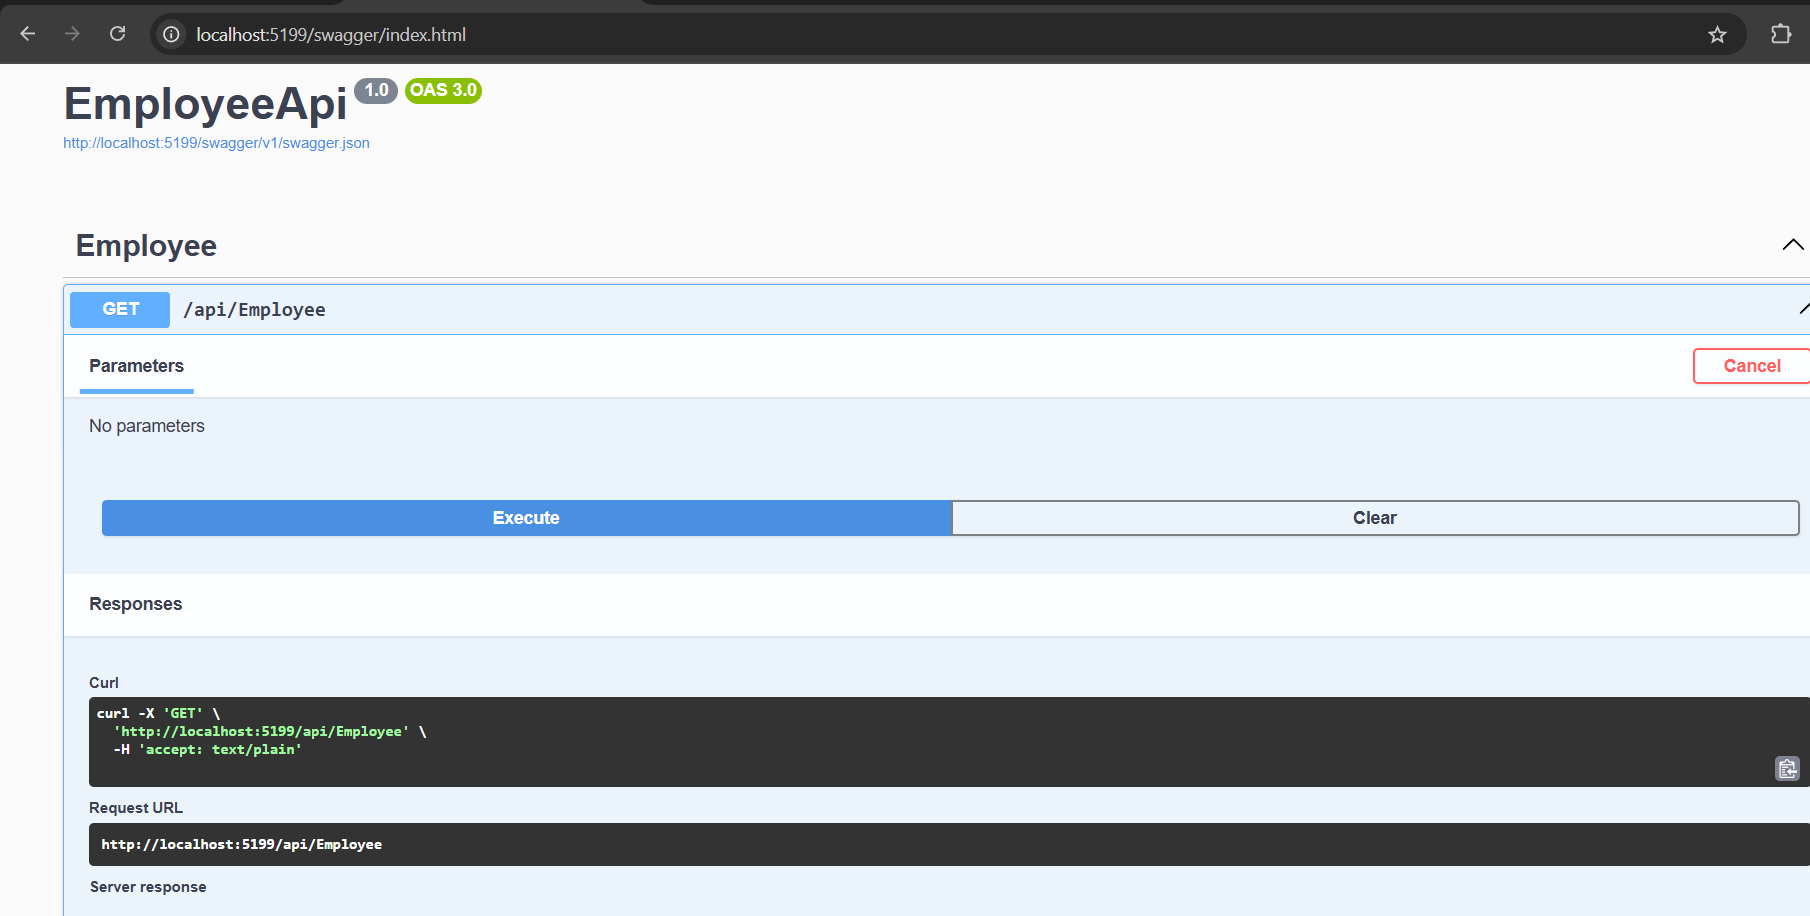 localhost:5199/swagger/index.html
EmployeeApi 1.0 OAS 3.0
http://localhost:5199/swagger/v1/swagger.json
Employee
GET /api/Employee
Parameters Cancel
No parameters
Execute Clear
Responses
Curl
curl -X 'GET' \
'http://localhost:5199/api/Employee' \
-H 'accept: text/plain'
Request URL
http://localhost:5199/api/Employee
Server response